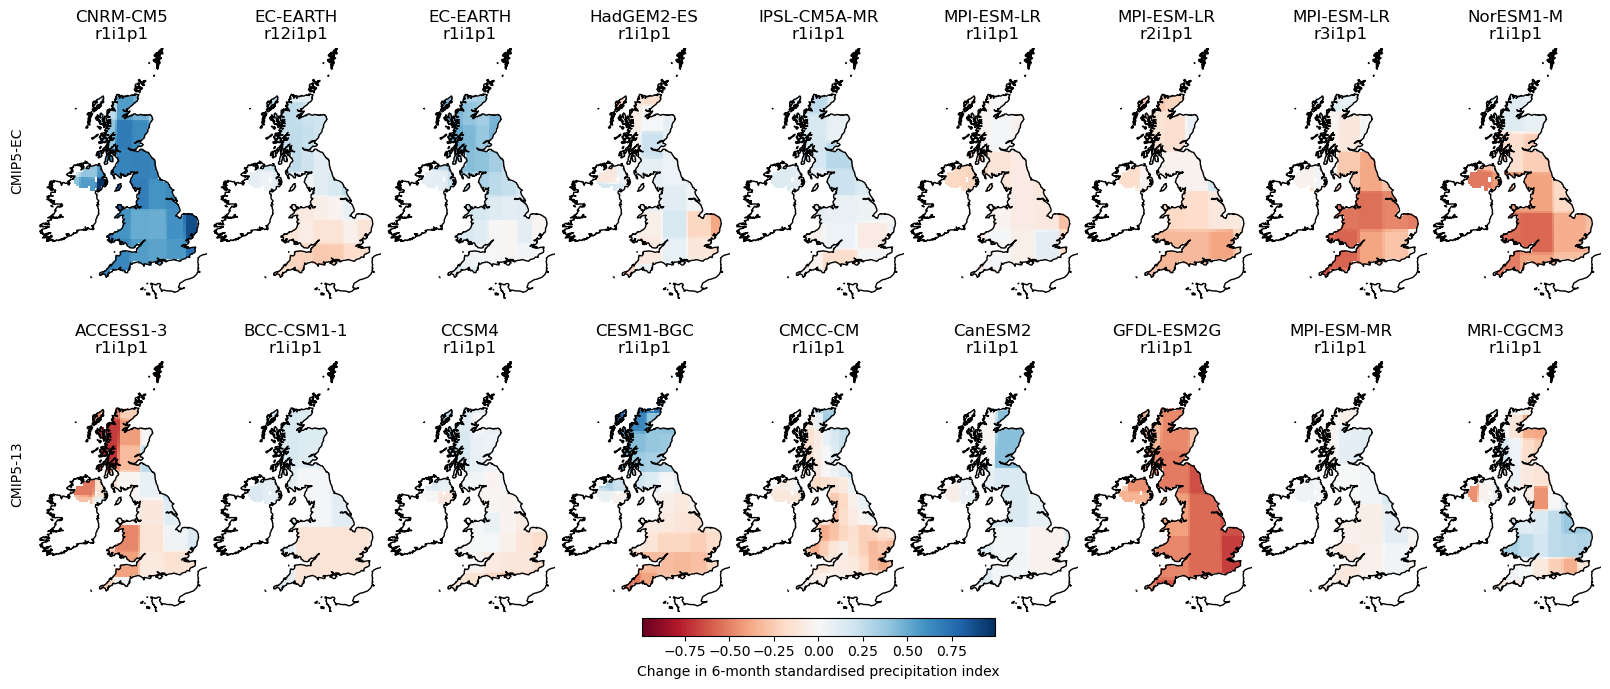 CNRM-CM5
r1i1p1
EC-EARTH
r12i1p1
EC-EARTH
r1i1p1
HadGEM2-ES
r1i1p1
IPSL-CM5A-MR
r1i1p1
MPI-ESM-LR
r1i1p1
MPI-ESM-LR
r2i1p1
MPI-ESM-LR
r3i1p1
NorESM1-M
r1i1p1
CMIP5-EC
ACCESS1-3
r1i1p1
BCC-CSM1-1
r1i1p1
CCSM4
r1i1p1
CESM1-BGC
r1i1p1
CMCC-CM
r1i1p1
CanESM2
r1i1p1
GFDL-ESM2G
r1i1p1
MPI-ESM-MR
r1i1p1
MRI-CGCM3
r1i1p1
CMIP5-13
−0.75 −0.50 −0.25 0.00 0.25 0.50 0.75
Change in 6-month standardised precipitation index